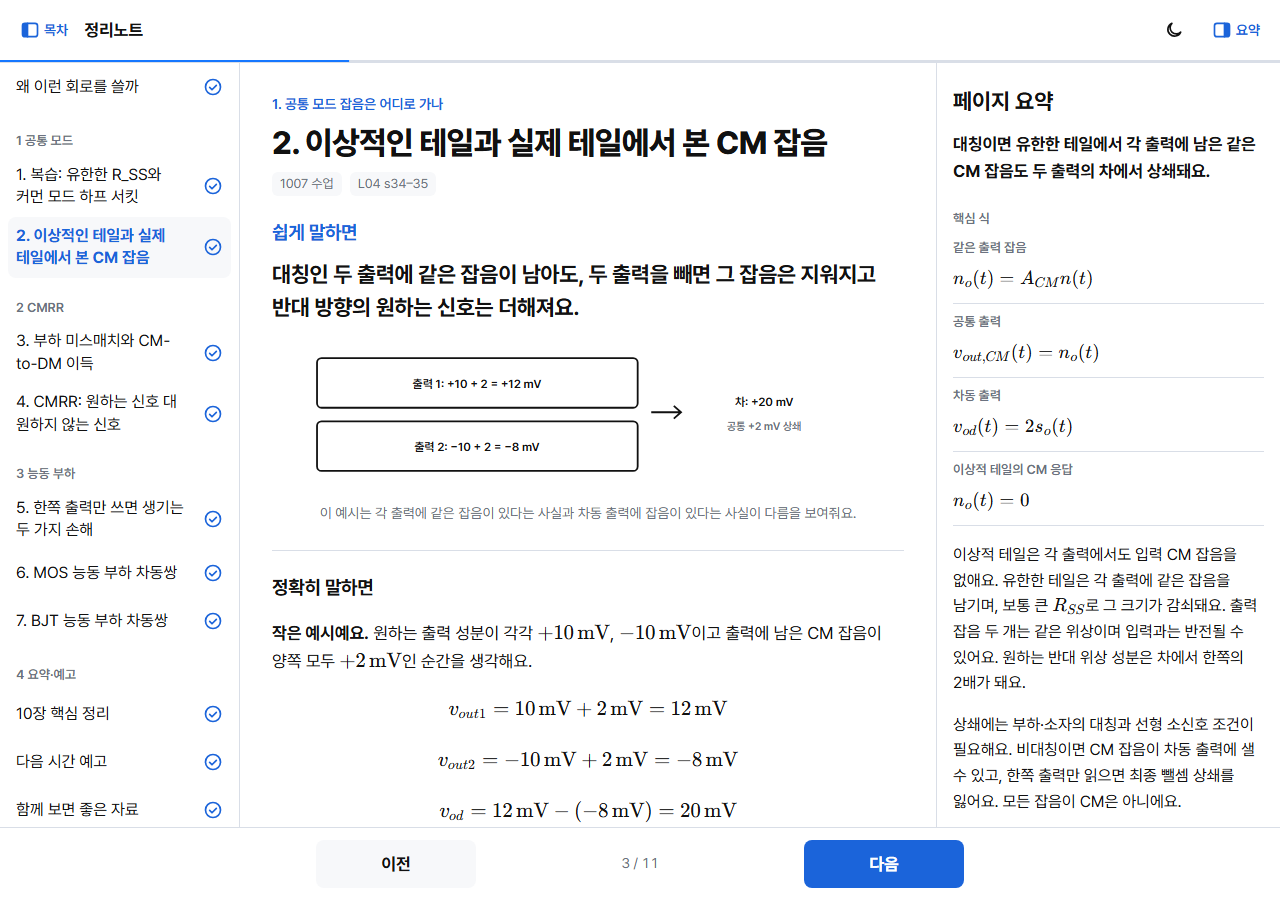 목차 정리노트
요약
왜 이런 회로를 쓸까
1 공통 모드
1. 복습: 유한한 R_SS와
커먼 모드 하프 서킷
2. 이상적인 테일과 실제
테일에서 본 CM 잡음
2 CMRR
3. 부하 미스매치와 CM-
to-DM 이득
4. CMRR: 원하는 신호 대
원하지 않는 신호
3 능동 부하
5. 한쪽 출력만 쓰면 생기는
두 가지 손해
6. MOS 능동 부하 차동쌍
7. BJT 능동 부하 차동쌍
4 요약·예고
10장 핵심 정리
다음 시간 예고
함께 보면 좋은 자료
1. 공통 모드 잡음은 어디로 가나
2. 이상적인 테일과 실제 테일에서 본 CM 잡음
1007 수업 L04 s34–35
쉽게 말하면
대칭인 두 출력에 같은 잡음이 남아도, 두 출력을 빼면 그 잡음은 지워지고
반대 방향의 원하는 신호는 더해져요.
출력 1: +10 + 2 = +12 mV
출력 2: −10 + 2 = −8 mV
차: +20 mV
공통 +2 mV 상쇄
이 예시는 각 출력에 같은 잡음이 있다는 사실과 차동 출력에 잡음이 있다는 사실이 다름을 보여줘요.
정확히 말하면
작은 예시예요. 원하는 출력 성분이 각각 +10 mV, −10 mV이고 출력에 남은 CM 잡음이
양쪽 모두 +2 mV인 순간을 생각해요.
v_{out1} = 10 mV + 2 mV = 12 mV
v_{out2} = −10 mV + 2 mV = −8 mV
v_{od} = 12 mV − (−8 mV) = 20 mV
페이지 요약
대칭이면 유한한 테일에서 각 출력에 남은 같은
CM 잡음도 두 출력의 차에서 상쇄돼요.
핵심 식
같은 출력 잡음
n_o(t) = A_{CM}n(t)
공통 출력
v_{out,CM}(t) = n_o(t)
차동 출력
v_{od}(t) = 2s_o(t)
이상적 테일의 CM 응답
n_o(t) = 0
이상적 테일은 각 출력에서도 입력 CM 잡음을
없애요. 유한한 테일은 각 출력에 같은 잡음을
남기며, 보통 큰 R_{SS}로 그 크기가 감쇠돼요. 출력
잡음 두 개는 같은 위상이며 입력과는 반전될 수
있어요. 원하는 반대 위상 성분은 차에서 한쪽의
2배가 돼요.
상쇄에는 부하·소자의 대칭과 선형 소신호 조건이
필요해요. 비대칭이면 CM 잡음이 차동 출력에 샐
수 있고, 한쪽 출력만 읽으면 최종 뺄셈 상쇄를
잃어요. 모든 잡음이 CM은 아니에요.
이전
3 / 11
다음